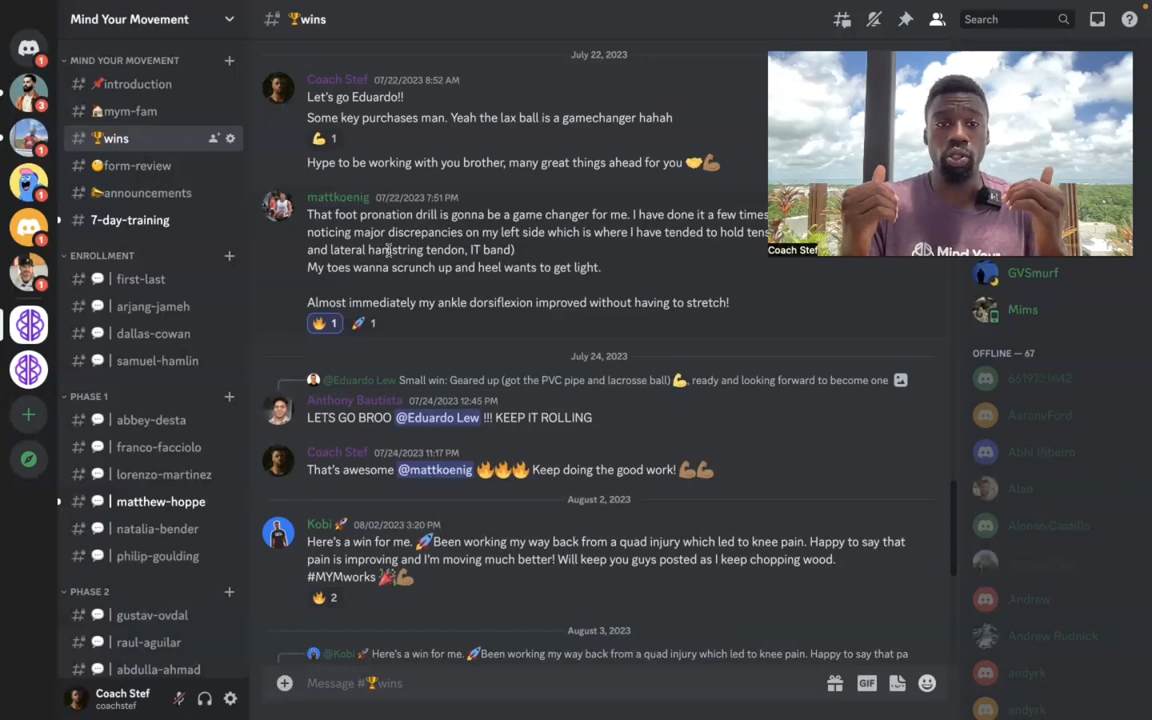 Mind Your Movement
🏆wins
Search
MIND YOUR MOVEMENT
📌introduction
🏠mym-fam
🏆wins
form-review
📣announcements
7-day-training
ENROLLMENT
first-last
arjang-jameh
dallas-cowan
samuel-hamlin
PHASE 1
abbey-desta
franco-facciolo
lorenzo-martinez
matthew-hoppe
natalia-bender
philip-goulding
PHASE 2
gustav-ovdal
raul-aguilar
abdulla-ahmad
Coach Stef
coachstef
1
1
3
1
1
1
1
July 22, 2023
Coach Stef 07/22/2023 8:52 AM
Let's go Eduardo!!
Some key purchases man. Yeah the lax ball is a gamechanger hahah
💪 1
Hype to be working with you brother, many great things ahead for you 🤝💪🏾
mattkoenig 07/22/2023 7:51 PM
That foot pronation drill is gonna be a game changer for me. I have done it a few times
noticing major discrepancies on my left side which is where I have tended to hold tens
and lateral hamstring tendon, IT band)
My toes wanna scrunch up and heel wants to get light.
Almost immediately my ankle dorsiflexion improved without having to stretch!
🔥 1 🚀 1
July 24, 2023
@Eduardo Lew Small win: Geared up (got the PVC pipe and lacrosse ball)💪, ready and looking forward to become one
Anthony Bautista 07/24/2023 12:45 PM
LETS GO BROO @Eduardo Lew !!! KEEP IT ROLLING
Coach Stef 07/24/2023 11:17 PM
That's awesome @mattkoenig 🔥🔥🔥 Keep doing the good work! 💪🏾💪🏾
August 2, 2023
Kobi🚀 08/02/2023 3:20 PM
Here's a win for me. 🚀Been working my way back from a quad injury which led to knee pain. Happy to say that
pain is improving and I'm moving much better! Will keep you guys posted as I keep chopping wood.
#MYMworks 🎉💪🏾
🔥 2
August 3, 2023
@Kobi🚀 Here's a win for me. 🚀Been working my way back from a quad injury which led to knee pain. Happy to say that pa
Message #🏆wins
GIF
Mind
Coach Stef
GVSmurf
Mims
OFFLINE — 67
AaronvFord
Abhi Ribeiro
Alan
Alonso Castillo
Andrew
Andrew Rudnick
andyrk
andyrk